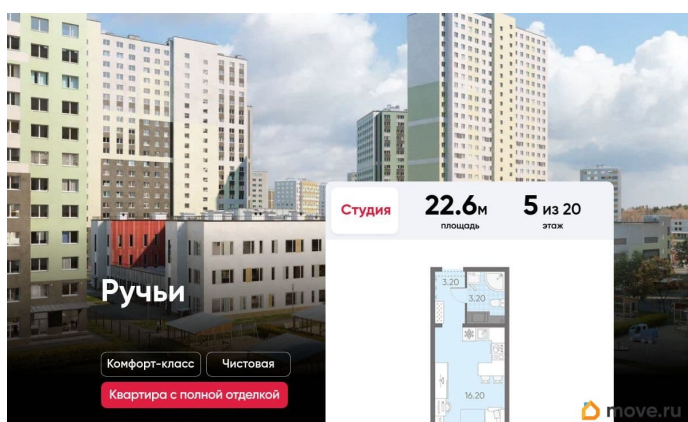 Студия
22.6м
площадь
5 из 20
этаж
Ручьи
3.20
3.20
Комфорт-класс
Чистовая
Квартира с полной отделкой
16.20
move.ru